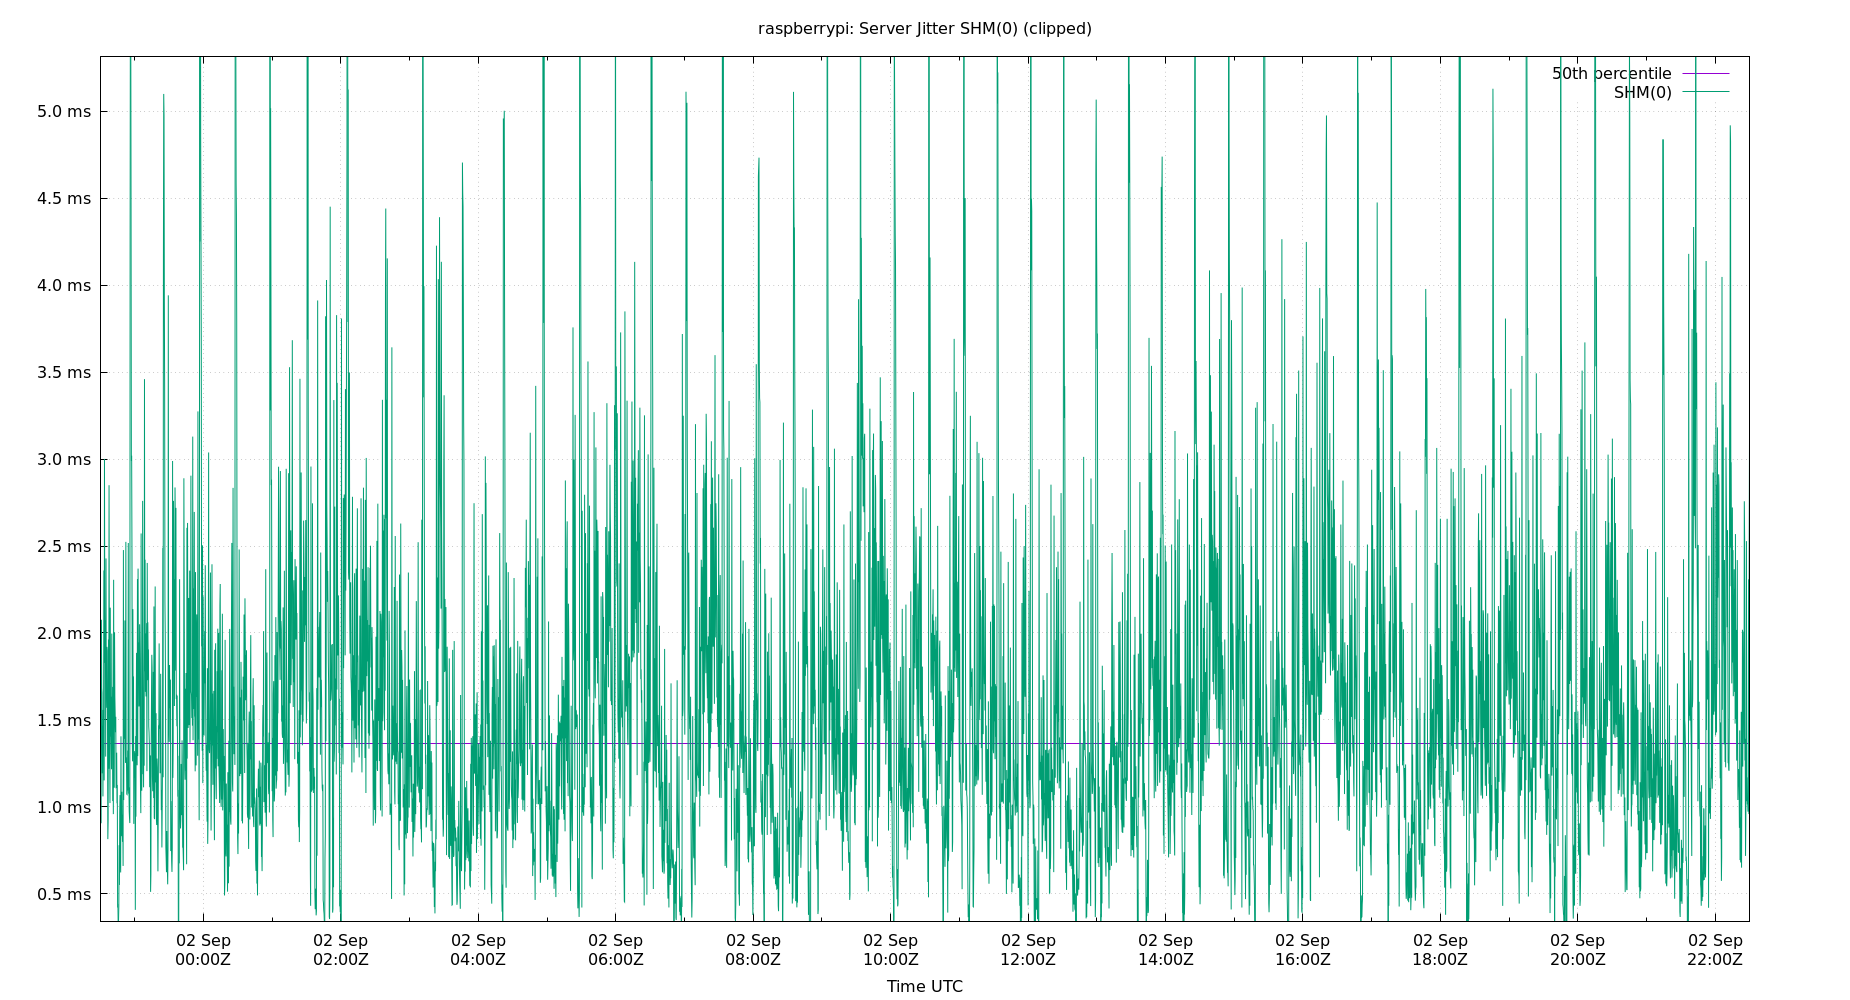 raspberrypi: Server Jitter SHM(0) (clipped)
50th percentile
SHM(0)
5.0 ms
4.5 ms
4.0 ms
3.5 ms
3.0 ms
2.5 ms
2.0 ms
1.5 ms
1.0 ms
0.5 ms
02 Sep 02 Sep 02 Sep 02 Sep 02 Sep 02 Sep 02 Sep 02 Sep 02 Sep 02 Sep 02 Sep 02 Sep
00:00Z 02:00Z 04:00Z 06:00Z 08:00Z 10:00Z 12:00Z 14:00Z 16:00Z 18:00Z 20:00Z 22:00Z
Time UTC